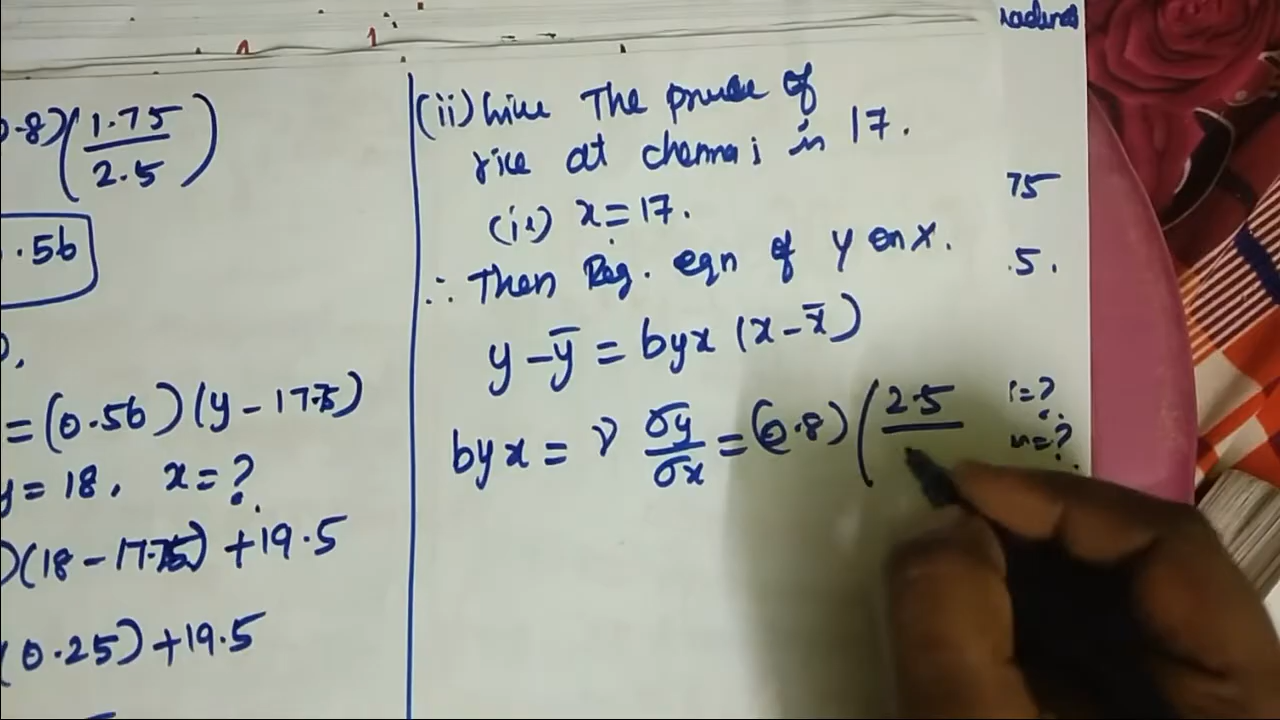 -8)(1.75/2.5)
.56
= (0.56) (y - 17.75)
y = 18, x = ?
)(18 - 17.75) + 19.5
(0.25) + 19.5
(ii) The of
rice at chennai is 17.
(ie) x = 17.
∴ Then Reg. eqn of y on x.
y - ȳ = byx (x - x̄)
byx = r σy/σx = (0.8) (2.5/
75
.5.